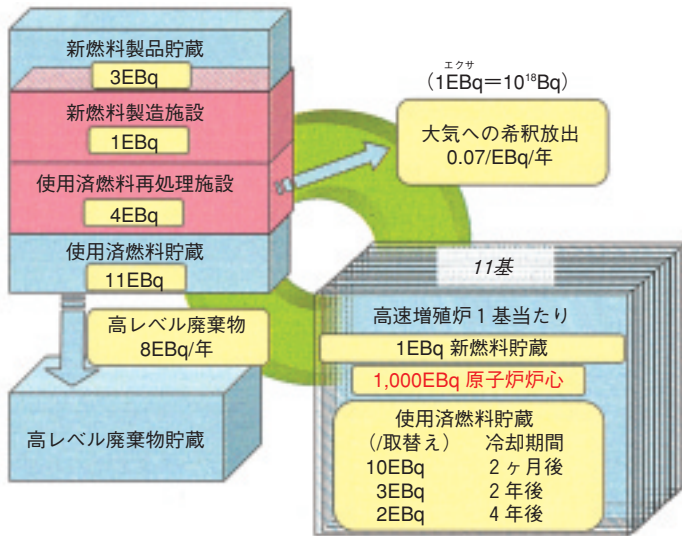 新燃料製品貯蔵
3EBq
新燃料製造施設
1EBq
使用済燃料再処理施設
4EBq
使用済燃料貯蔵
11EBq
高レベル廃棄物
8EBq/年
高レベル廃棄物貯蔵
エクサ
（1EBq＝10¹⁸Bq）
大気への希釈放出
0.07/EBq/年
11基
高速増殖炉１基当たり
1EBq 新燃料貯蔵
1,000EBq 原子炉炉心
使用済燃料貯蔵
(/取替え) 冷却期間
10EBq 2ヶ月後
3EBq 2年後
2EBq 4年後